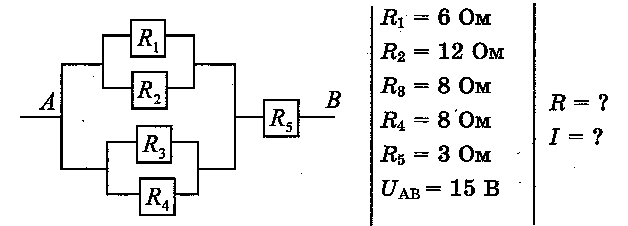 R₁
R₂
A
R₃
R₄
R₅
B
R₁ = 6 Ом
R₂ = 12 Ом
R₃ = 8 Ом
R₄ = 8 Ом
R₅ = 3 Ом
U_AB = 15 В
R = ?
I = ?